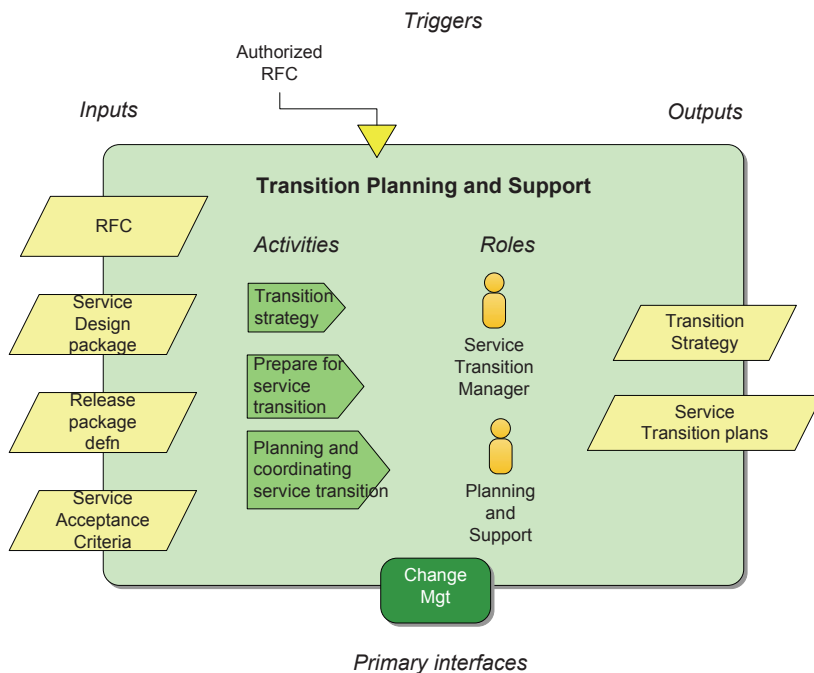 Triggers
Authorized
RFC
Inputs
Outputs
Transition Planning and Support
RFC
Service
Design
package
Release
package
defn
Service
Acceptance
Criteria
Activities
Transition
strategy
Prepare for
service
transition
Planning and
coordinating
service transition
Roles
Service
Transition
Manager
Planning
and
Support
Transition
Strategy
Service
Transition plans
Change
Mgt
Primary interfaces